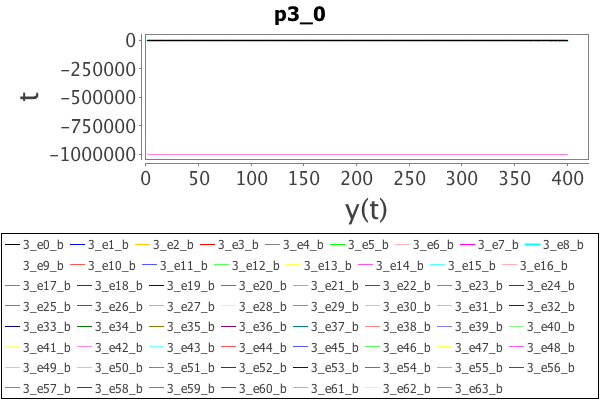 p3_0
0
-250000
-500000
-750000
-1000000
t
0 50 100 150 200 250 300 350 400
y(t)
3_e0_b 3_e1_b 3_e2_b 3_e3_b 3_e4_b 3_e5_b 3_e6_b 3_e7_b 3_e8_b
3_e9_b 3_e10_b 3_e11_b 3_e12_b 3_e13_b 3_e14_b 3_e15_b 3_e16_b
3_e17_b 3_e18_b 3_e19_b 3_e20_b 3_e21_b 3_e22_b 3_e23_b 3_e24_b
3_e25_b 3_e26_b 3_e27_b 3_e28_b 3_e29_b 3_e30_b 3_e31_b 3_e32_b
3_e33_b 3_e34_b 3_e35_b 3_e36_b 3_e37_b 3_e38_b 3_e39_b 3_e40_b
3_e41_b 3_e42_b 3_e43_b 3_e44_b 3_e45_b 3_e46_b 3_e47_b 3_e48_b
3_e49_b 3_e50_b 3_e51_b 3_e52_b 3_e53_b 3_e54_b 3_e55_b 3_e56_b
3_e57_b 3_e58_b 3_e59_b 3_e60_b 3_e61_b 3_e62_b 3_e63_b